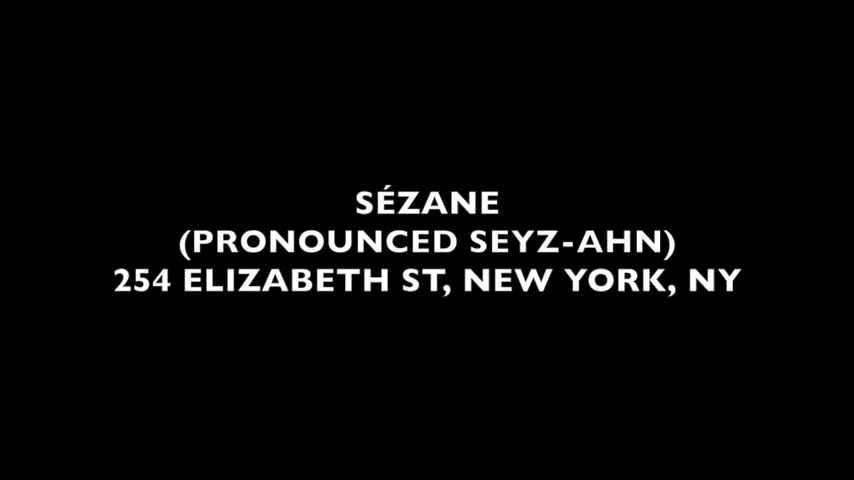 SÉZANE
(PRONOUNCED SEYZ-AHN)
254 ELIZABETH ST, NEW YORK, NY